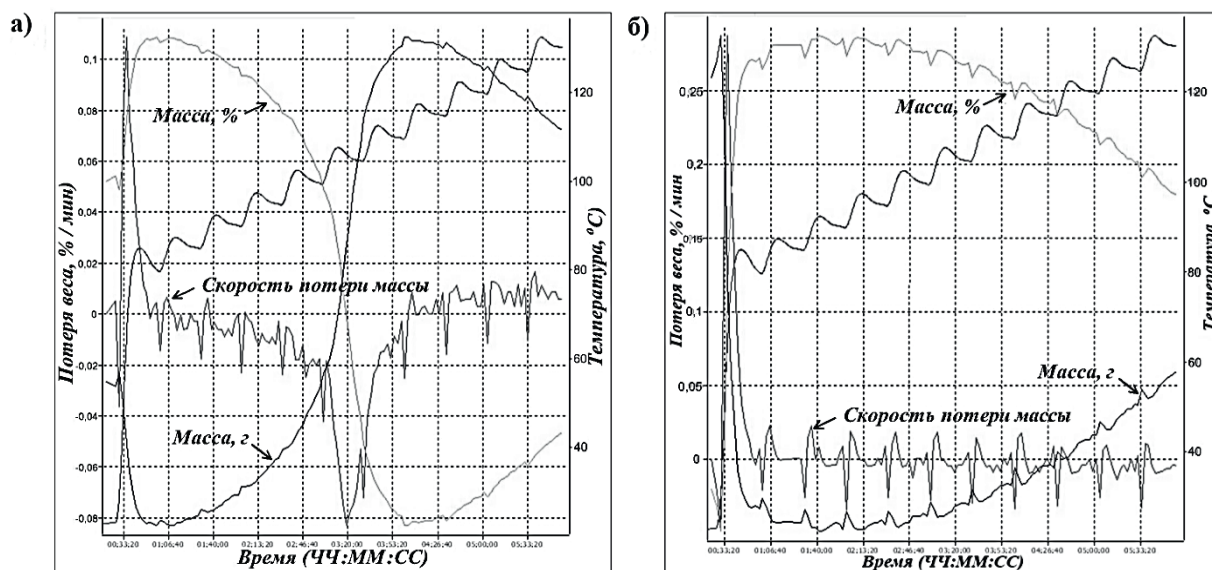 а)
Потеря веса, % / мин)
0,1
0,08
0,06
0,04
0,02
0
-0,02
-0,04
-0,06
-0,08
Масса, %
Скорость потери массы
Масса, г
120
100
80
60
40
Температура, °С
00:33:20 01:06:40 01:40:00 02:13:20 02:46:40 03:20:00 03:53:20 04:26:40 05:00:00 05:33:20
Время (ЧЧ:ММ:СС)
б)
Потеря веса, % / мин
0,25
0,2
0,15
0,1
0,05
0
Масса, %
Масса, г
Скорость потери массы
120
100
80
60
40
Температура, °С
00:33:20 01:06:40 01:40:00 02:13:20 02:46:40 03:20:00 03:53:20 04:26:40 05:00:00 05:33:20
Время (ЧЧ:ММ:СС)